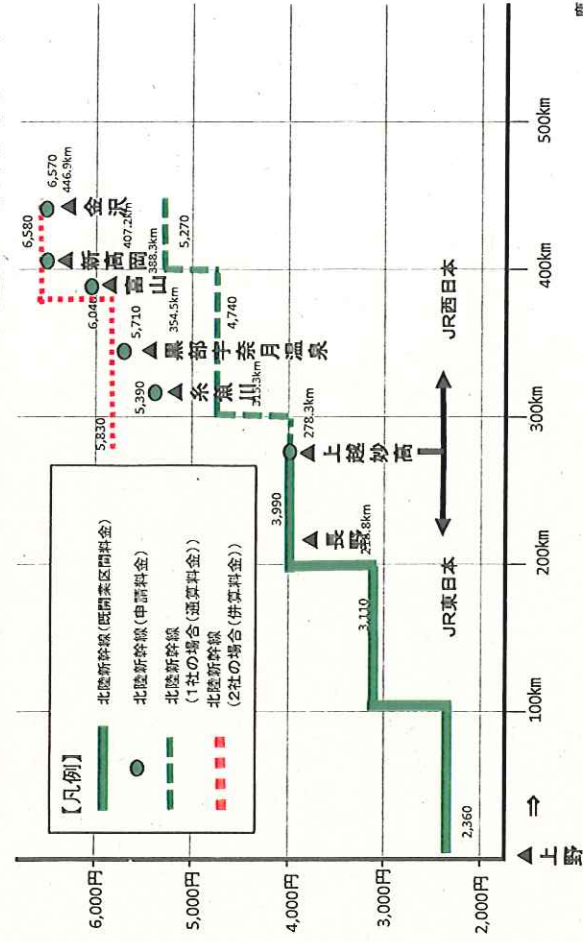 6,000円
5,000円
4,000円
3,000円
2,000円
【凡例】
北陸新幹線(既開業区間料金)
北陸新幹線(申請料金)
北陸新幹線
(1社の場合(通算料金))
北陸新幹線
(2社の場合(併算料金))
2,360
3,110
3,990
4,740
5,270
5,830
6,580
5,390
5,710
6,040
6,570
446.9km
407.2km
388.3km
354.5km
278.3km
上野
長野
上越妙高
糸魚川
黒部宇奈月温泉
富山
新高岡
金沢
JR東日本
JR西日本
⇒
100km
200km
300km
400km
500km